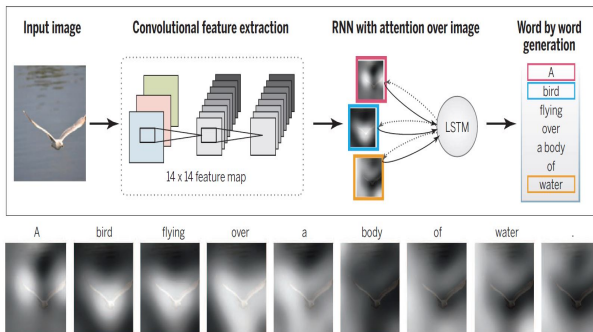 Input image
Convolutional feature extraction
RNN with attention over image
Word by word
generation
14 x 14 feature map
LSTM
A
bird
flying
over
a body
of
water
A bird flying over a body of water .